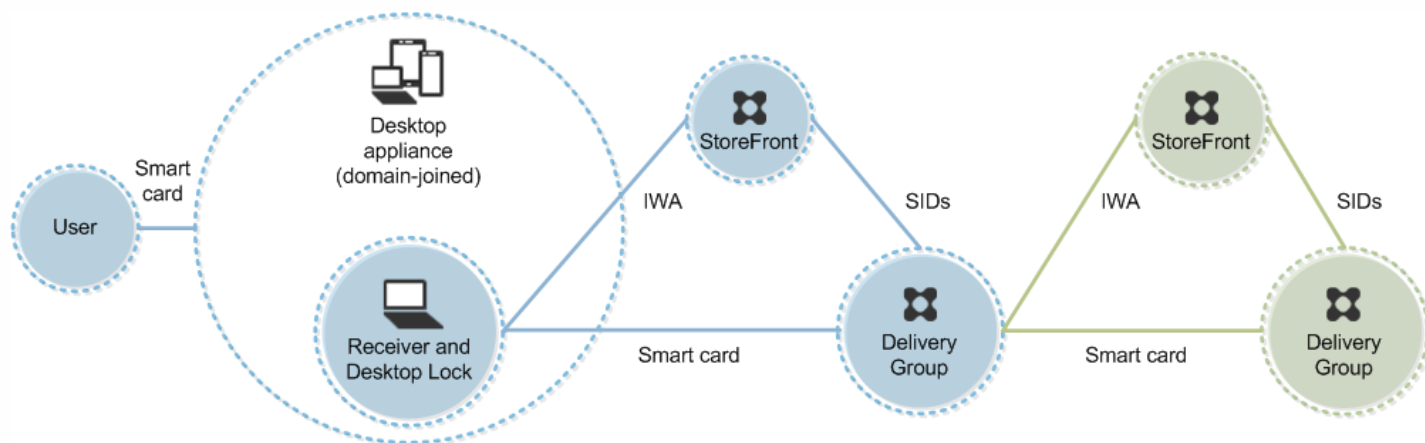 User
Smart
card
Desktop
appliance
(domain-joined)
Receiver and
Desktop Lock
IWA
StoreFront
SIDs
Smart card
Delivery
Group
IWA
StoreFront
SIDs
Smart card
Delivery
Group